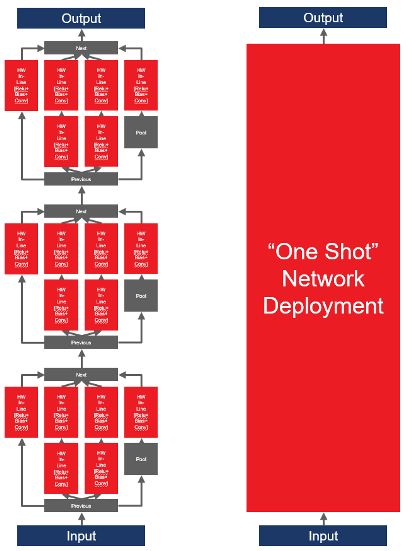 Output
Next
HW
In-
Line
[Relu+
Bias+
Conv]
HW
In-
Line
[Relu+
Bias+
Conv]
HW
In-
Line
[Relu+
Bias+
Conv]
HW
In-
Line
[Relu+
Bias+
Conv]
HW
In-
Line
[Relu+
Bias+
Conv]
HW
In-
Line
[Relu+
Bias+
Conv]
Pool
Previous
Next
HW
In-
Line
[Relu+
Bias+
Conv]
HW
In-
Line
[Relu+
Bias+
Conv]
HW
In-
Line
[Relu+
Bias+
Conv]
HW
In-
Line
[Relu+
Bias+
Conv]
HW
In-
Line
[Relu+
Bias+
Conv]
HW
In-
Line
[Relu+
Bias+
Conv]
Pool
Previous
Next
HW
In-
Line
[Relu+
Bias+
Conv]
HW
In-
Line
[Relu+
Bias+
Conv]
HW
In-
Line
[Relu+
Bias+
Conv]
HW
In-
Line
[Relu+
Bias+
Conv]
HW
In-
Line
[Relu+
Bias+
Conv]
HW
In-
Line
[Relu+
Bias+
Conv]
Pool
Previous
Input
Output
“One Shot”
Network
Deployment
Input